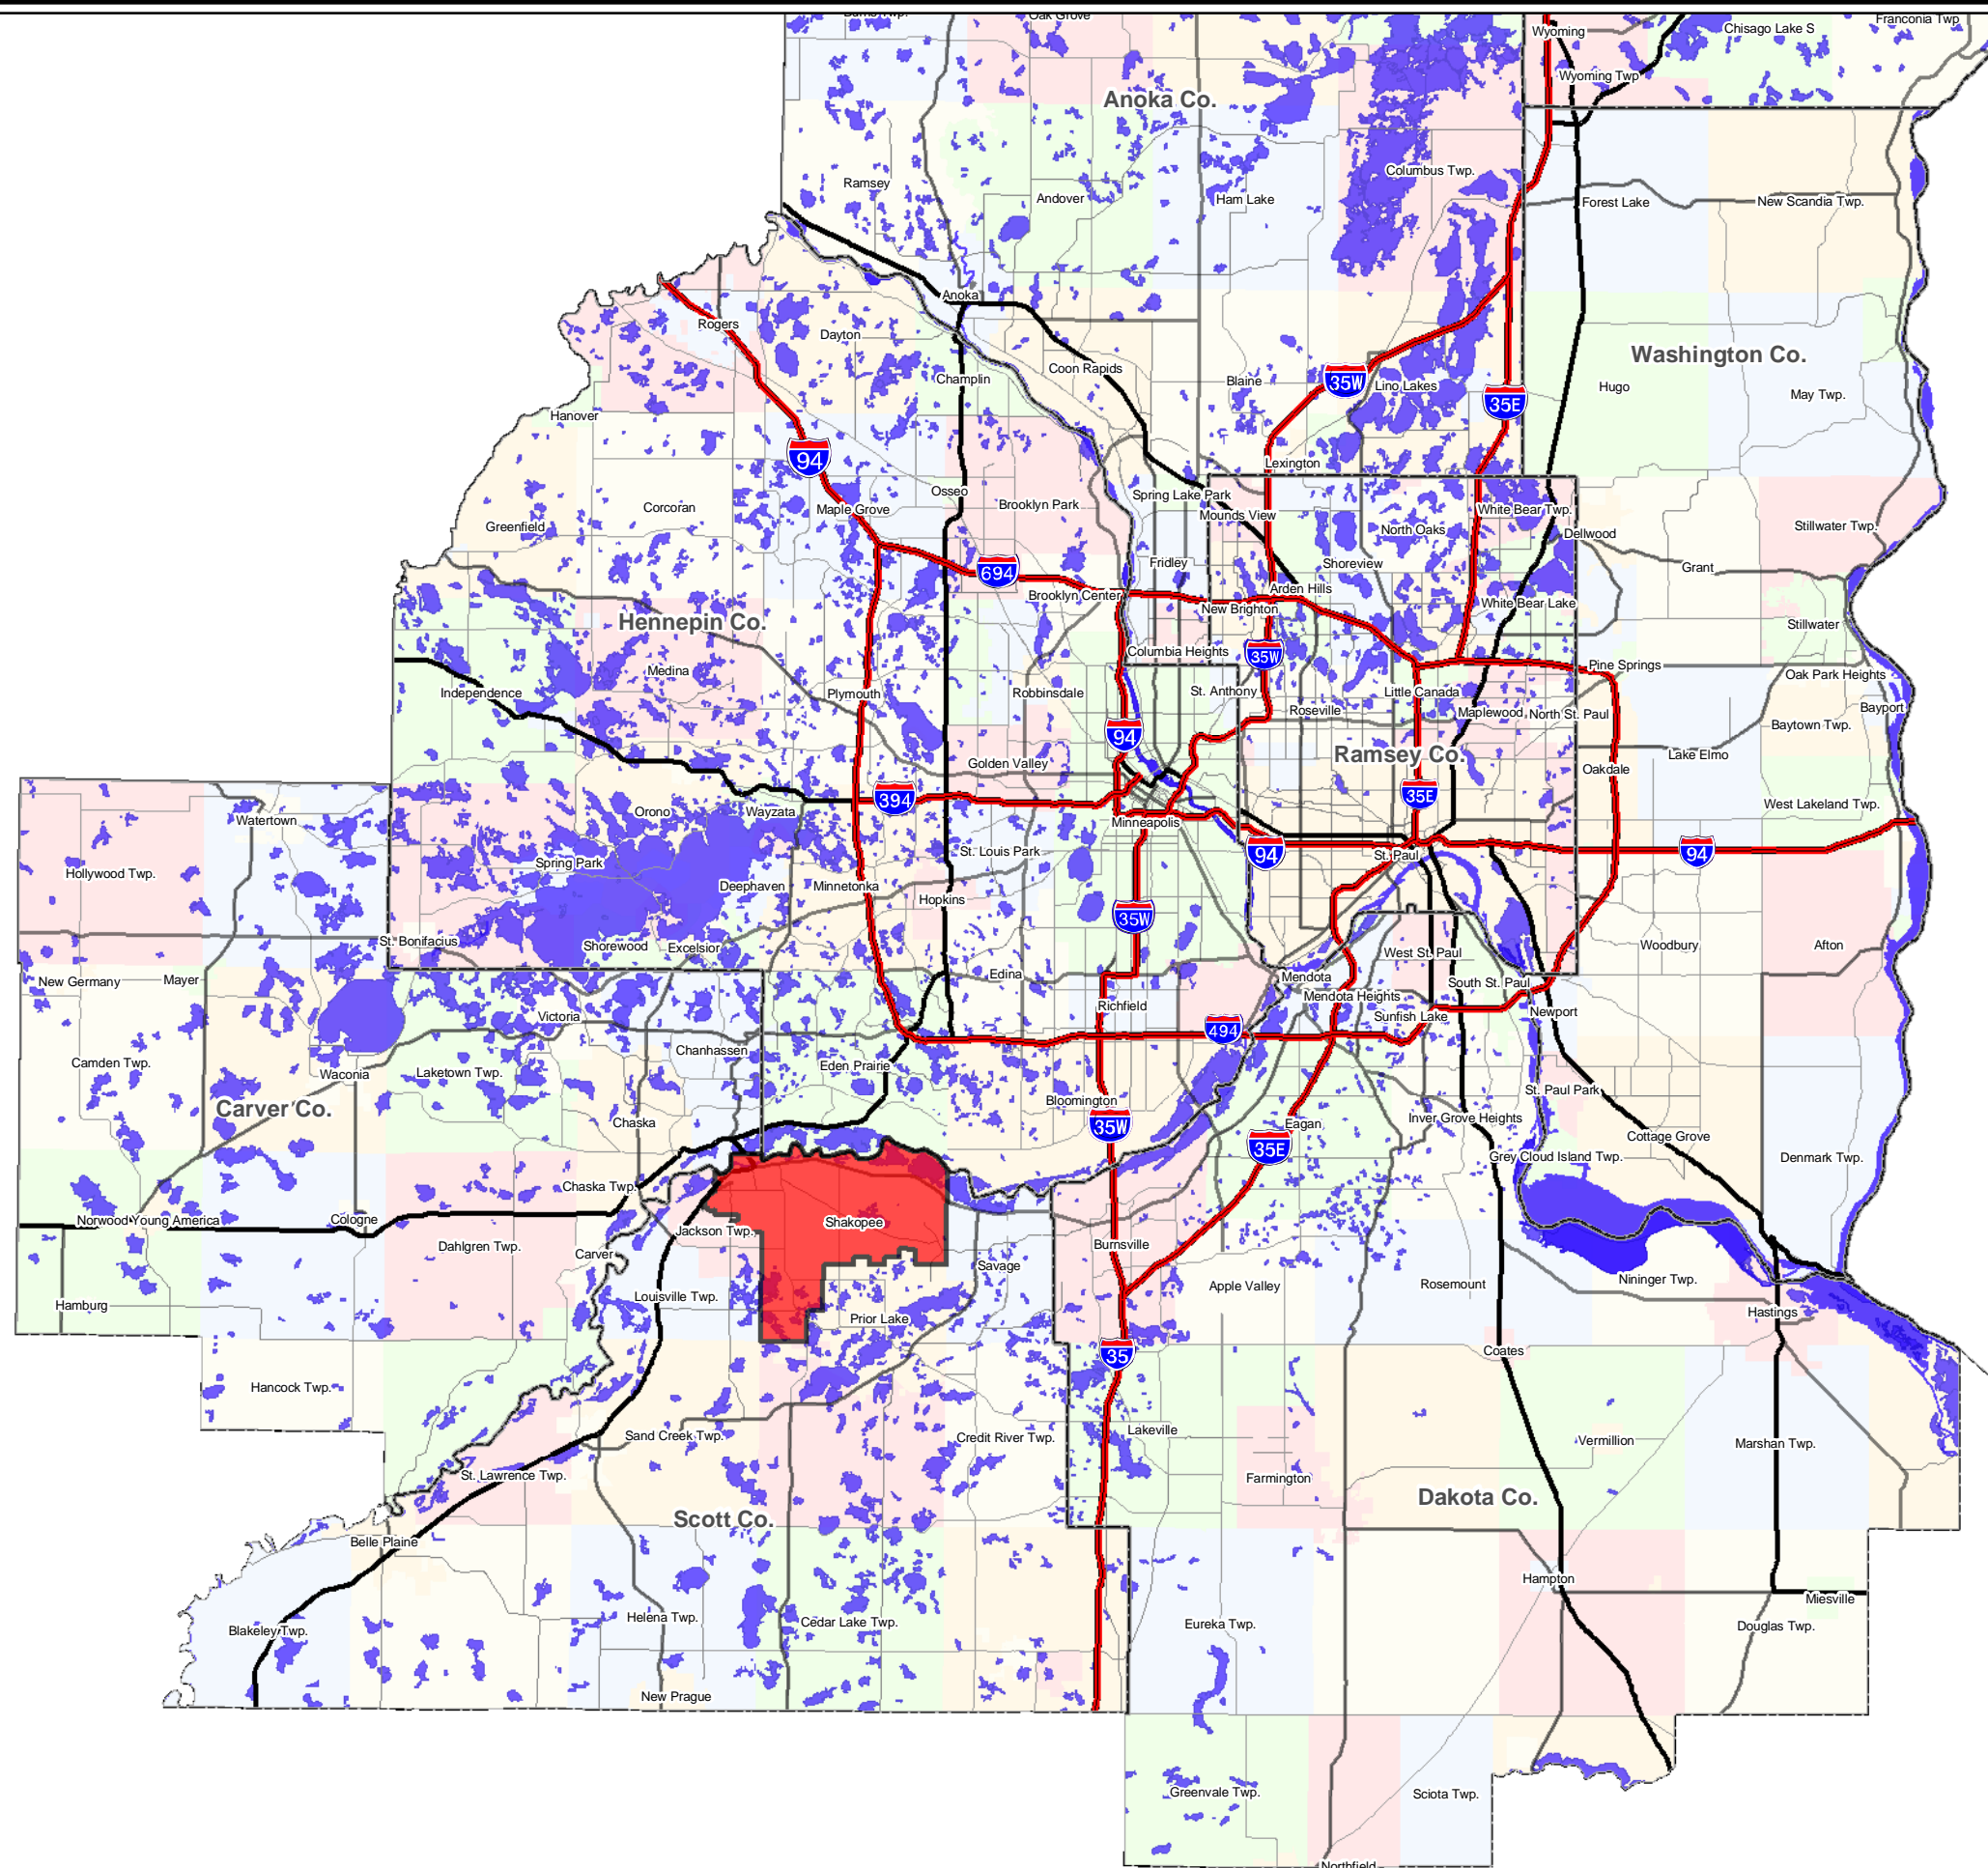 Burns Twp.
Oak Grove
Wyoming
Chisago Lake S
Franconia Twp
Wyoming Twp
Anoka Co.
Ramsey
Andover
Ham Lake
Columbus Twp.
Forest Lake
New Scandia Twp.
Anoka
Rogers
Dayton
Champlin
Coon Rapids
Blaine
35W
Lino Lakes
35E
Washington Co.
Hugo
May Twp.
Hanover
94
Lexington
Osseo
Brooklyn Park
Spring Lake Park
Mounds View
Greenfield
Corcoran
Maple Grove
North Oaks
White Bear Twp.
Dellwood
Stillwater Twp.
694
Fridley
Shoreview
Grant
Brooklyn Center
New Brighton
Arden Hills
White Bear Lake
Stillwater
Hennepin Co.
Columbia Heights
35W
Pine Springs
Oak Park Heights
Medina
Independence
Plymouth
Robbinsdale
St. Anthony
Roseville
Little Canada
Maplewood
North St. Paul
Bayport
Baytown Twp.
94
Ramsey Co.
Lake Elmo
Golden Valley
Oakdale
394
35E
West Lakeland Twp.
Watertown
Orono
Wayzata
Minneapolis
St. Louis Park
94
St. Paul
94
Hollywood Twp.
Spring Park
Deephaven
Minnetonka
Hopkins
35W
St. Bonifacius
Shorewood
Excelsior
West St. Paul
Woodbury
Afton
New Germany
Mayer
Edina
Mendota
South St. Paul
Mendota Heights
Richfield
Sunfish Lake
Newport
Victoria
494
Chanhassen
Camden Twp.
Waconia
Laketown Twp.
Eden Prairie
St. Paul Park
Carver Co.
Chaska
Bloomington
35W
Eagan
35E
Inver Grove Heights
Cottage Grove
Grey Cloud Island Twp.
Denmark Twp.
Chaska Twp.
Norwood Young America
Cologne
Jackson Twp.
Shakopee
Dahlgren Twp.
Carver
Burnsville
Savage
Apple Valley
Rosemount
Nininger Twp.
Hamburg
Louisville Twp.
Prior Lake
Hastings
35
Coates
Hancock Twp.
Sand Creek Twp.
Credit River Twp.
Lakeville
Vermillion
Marshan Twp.
St. Lawrence Twp.
Farmington
Dakota Co.
Scott Co.
Belle Plaine
Hampton
Miesville
Blakeley Twp.
Helena Twp.
Cedar Lake Twp.
Eureka Twp.
Douglas Twp.
New Prague
Greenvale Twp.
Sciota Twp.
Northfield